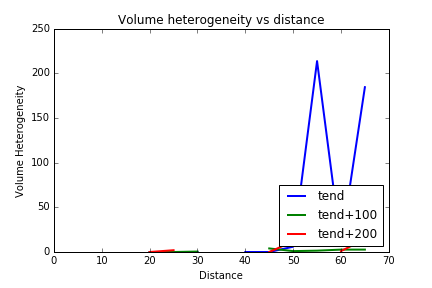 Volume heterogeneity vs distance
Volume Heterogeneity
250
200
150
100
50
0
tend
tend+100
tend+200
0 10 20 30 40 50 60 70
Distance